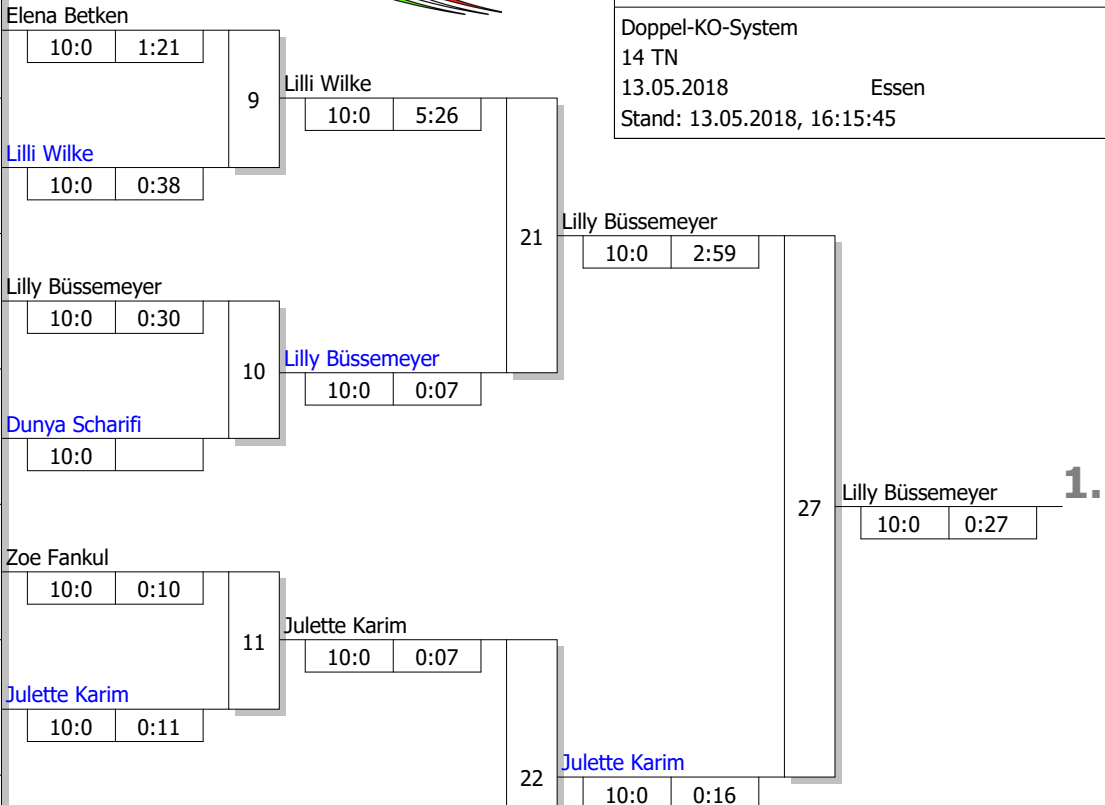 Elena Betken
10:0 1:21
9
Lilli Wilke
10:0 5:26
Lilli Wilke
10:0 0:38
Doppel-KO-System
14 TN
13.05.2018 Essen
Stand: 13.05.2018, 16:15:45
21
Lilly Büssemeyer
10:0 2:59
Lilly Büssemeyer
10:0 0:30
10
Lilly Büssemeyer
10:0 0:07
Dunya Scharifi
10:0
27
Lilly Büssemeyer
1.
10:0 0:27
Zoe Fankul
10:0 0:10
11
Julette Karim
10:0 0:07
Julette Karim
10:0 0:11
22
Julette Karim
10:0 0:16